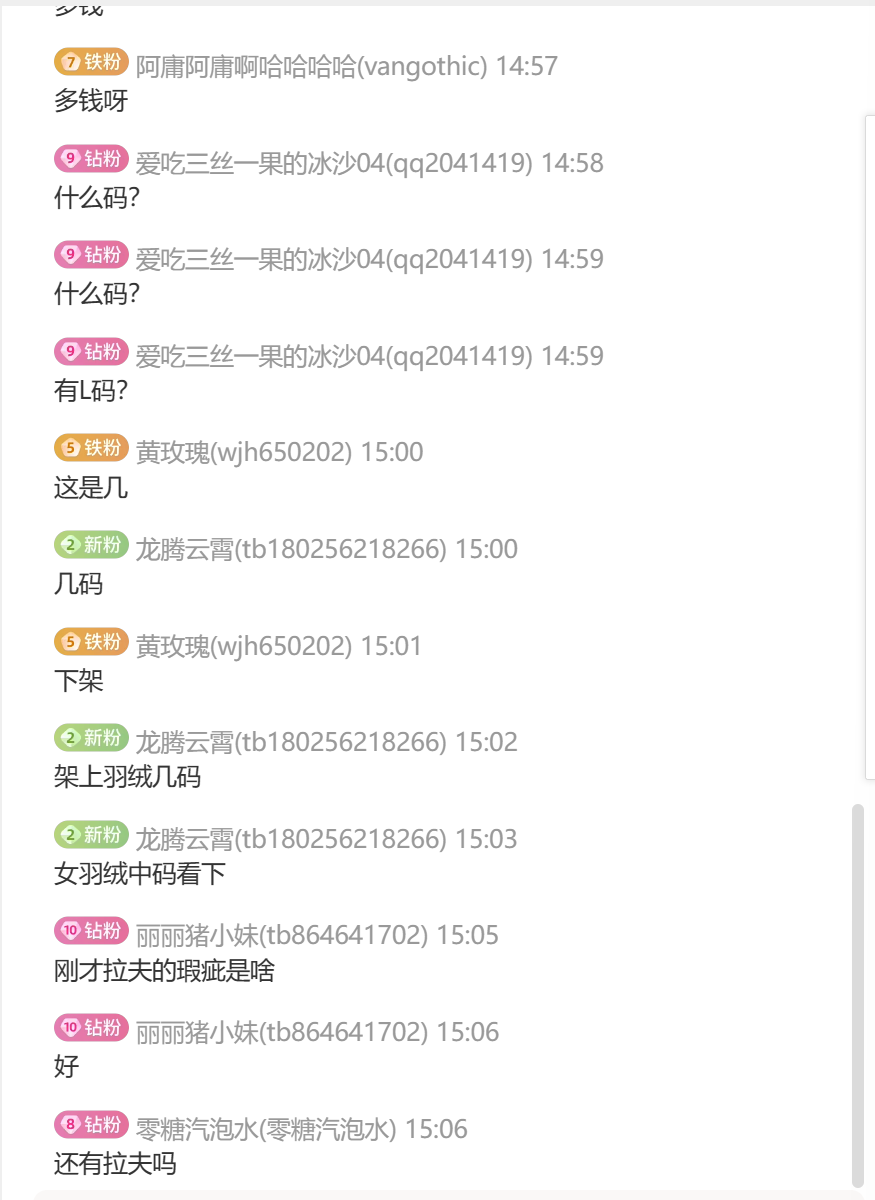 多钱
7 铁粉 阿庸阿庸啊哈哈哈哈(vangothic) 14:57
多钱呀
9 钻粉 爱吃三丝一果的冰沙04(qq2041419) 14:58
什么码?
9 钻粉 爱吃三丝一果的冰沙04(qq2041419) 14:59
什么码?
9 钻粉 爱吃三丝一果的冰沙04(qq2041419) 14:59
有L码?
5 铁粉 黄玫瑰(wjh650202) 15:00
这是几
2 新粉 龙腾云霄(tb180256218266) 15:00
几码
5 铁粉 黄玫瑰(wjh650202) 15:01
下架
2 新粉 龙腾云霄(tb180256218266) 15:02
架上羽绒几码
2 新粉 龙腾云霄(tb180256218266) 15:03
女羽绒中码看下
10 钻粉 丽丽猪小妹(tb864641702) 15:05
刚才拉夫的瑕疵是啥
10 钻粉 丽丽猪小妹(tb864641702) 15:06
好
8 钻粉 零糖汽泡水(零糖汽泡水) 15:06
还有拉夫吗